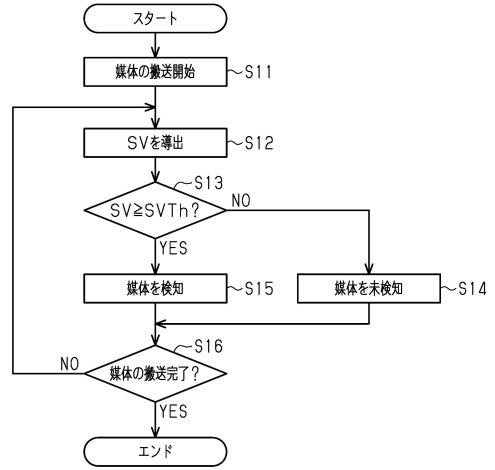 スタート
媒体の搬送開始 S11
SVを導出 S12
S13
SV≧SVTh？ NO
YES
媒体を検知 S15 媒体を未検知 S14
S16
NO 媒体の搬送完了？
YES
エンド